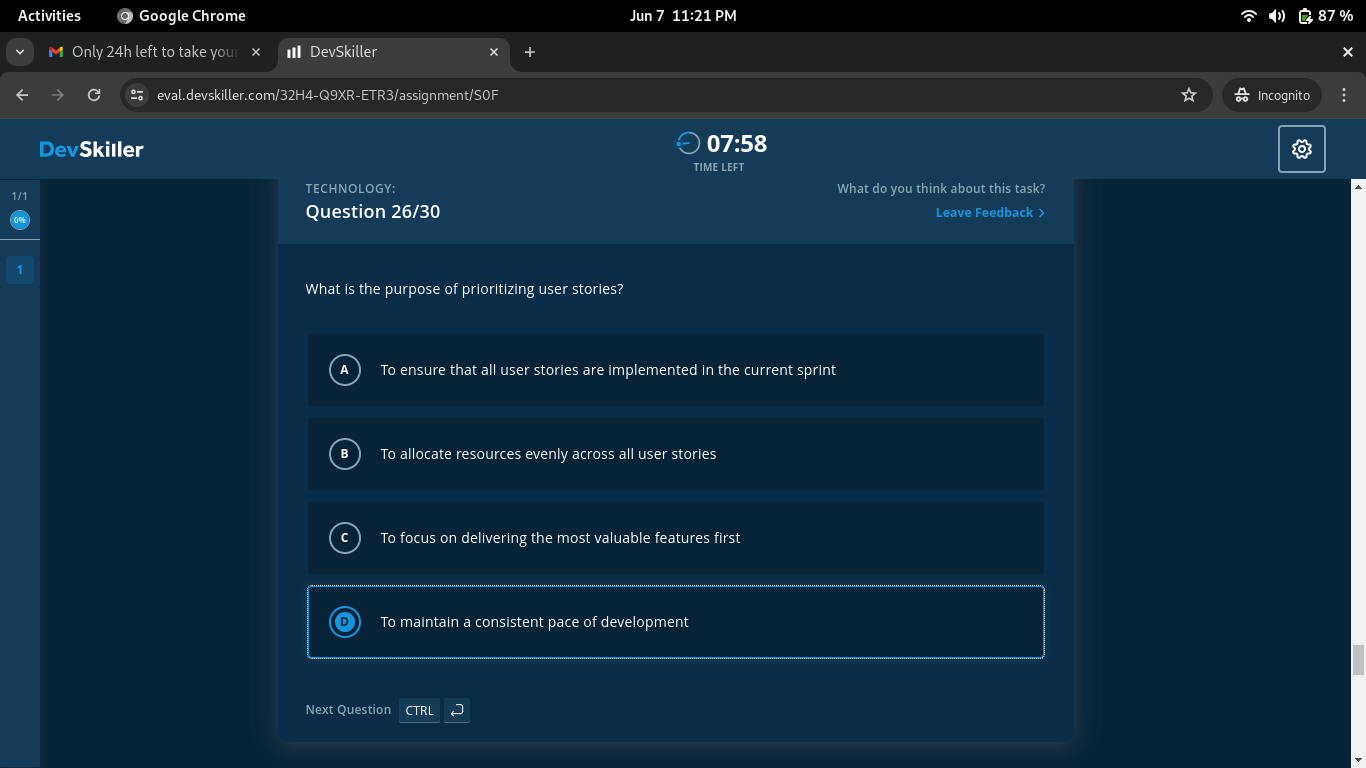 Activities
Google Chrome
Jun 7 11:21 PM
87 %
Only 24h left to take your
DevSkiller
eval.devskiller.com/32H4-Q9XR-ETR3/assignment/S0F
Incognito
DevSkiller
07:58
TIME LEFT
1/1
0%
1
TECHNOLOGY:
Question 26/30
What do you think about this task?
Leave Feedback
What is the purpose of prioritizing user stories?
A To ensure that all user stories are implemented in the current sprint
B To allocate resources evenly across all user stories
C To focus on delivering the most valuable features first
D To maintain a consistent pace of development
Next Question CTRL